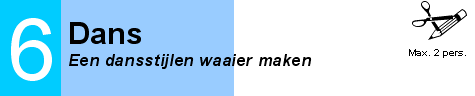 6
Dans
Een dansstijlen waaier maken
Max. 2 pers.